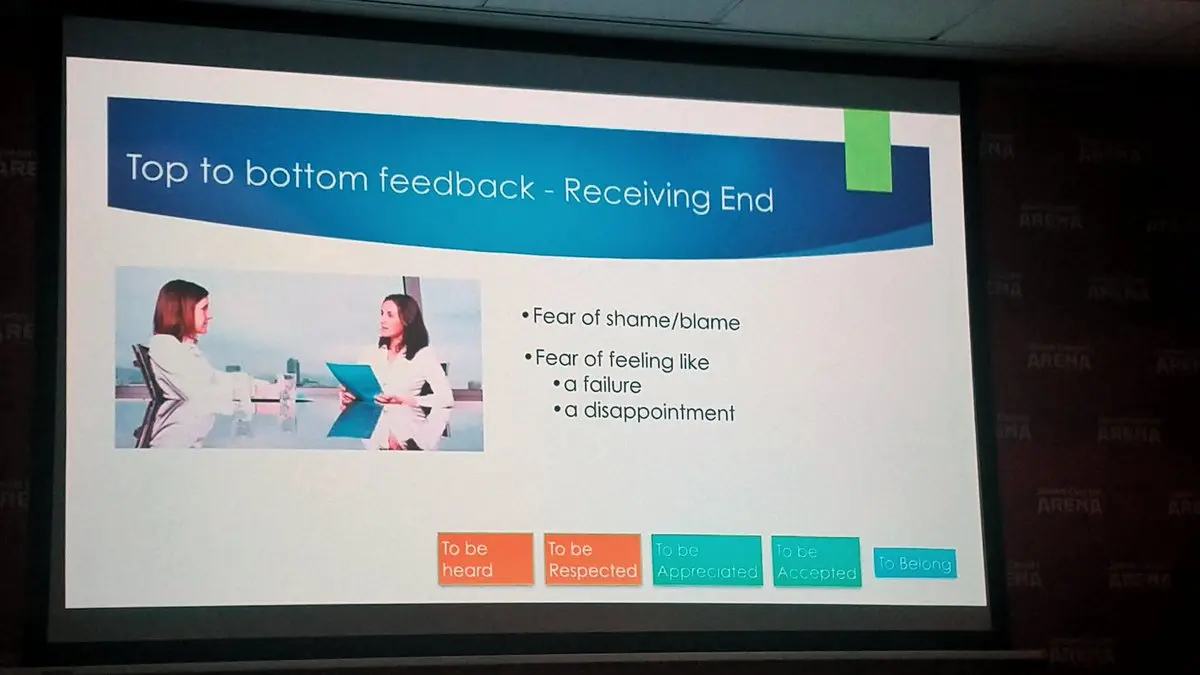 Top to bottom feedback - Receiving End
•Fear of shame/blame
•Fear of feeling like
•a failure
•a disappointment
To be
heard
To be
Respected
To be
Appreciated
To be
Accepted
To Belong
ARENA
ARENA
ARENA
ARENA
ARENA
ARENA
ARENA